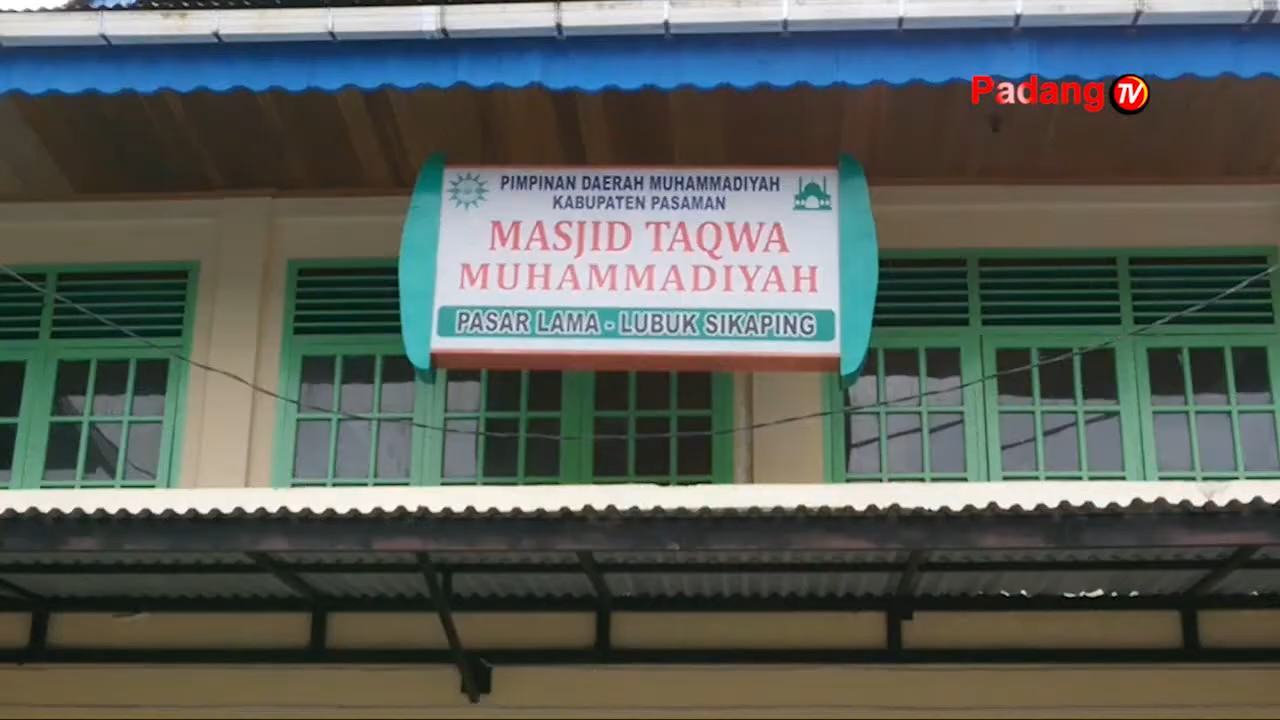 Padang TV
PIMPINAN DAERAH MUHAMMADIYAH
KABUPATEN PASAMAN
MASJID TAQWA
MUHAMMADIYAH
PASAR LAMA - LUBUK SIKAPING